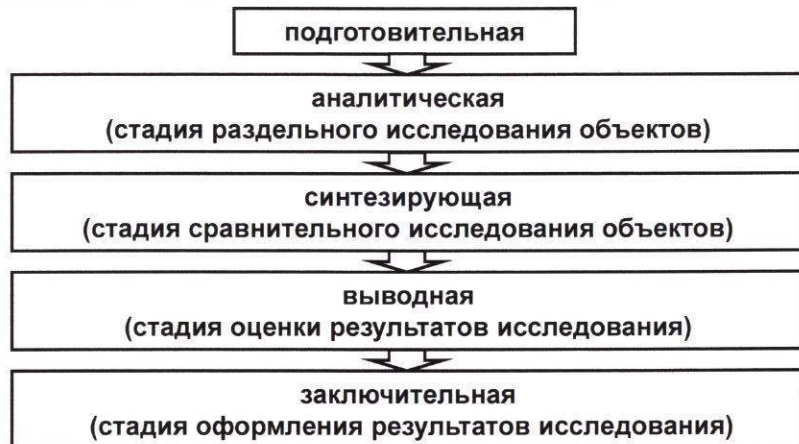 подготовительная
аналитическая
(стадия раздельного исследования объектов)
синтезирующая
(стадия сравнительного исследования объектов)
выводная
(стадия оценки результатов исследования)
заключительная
(стадия оформления результатов исследования)